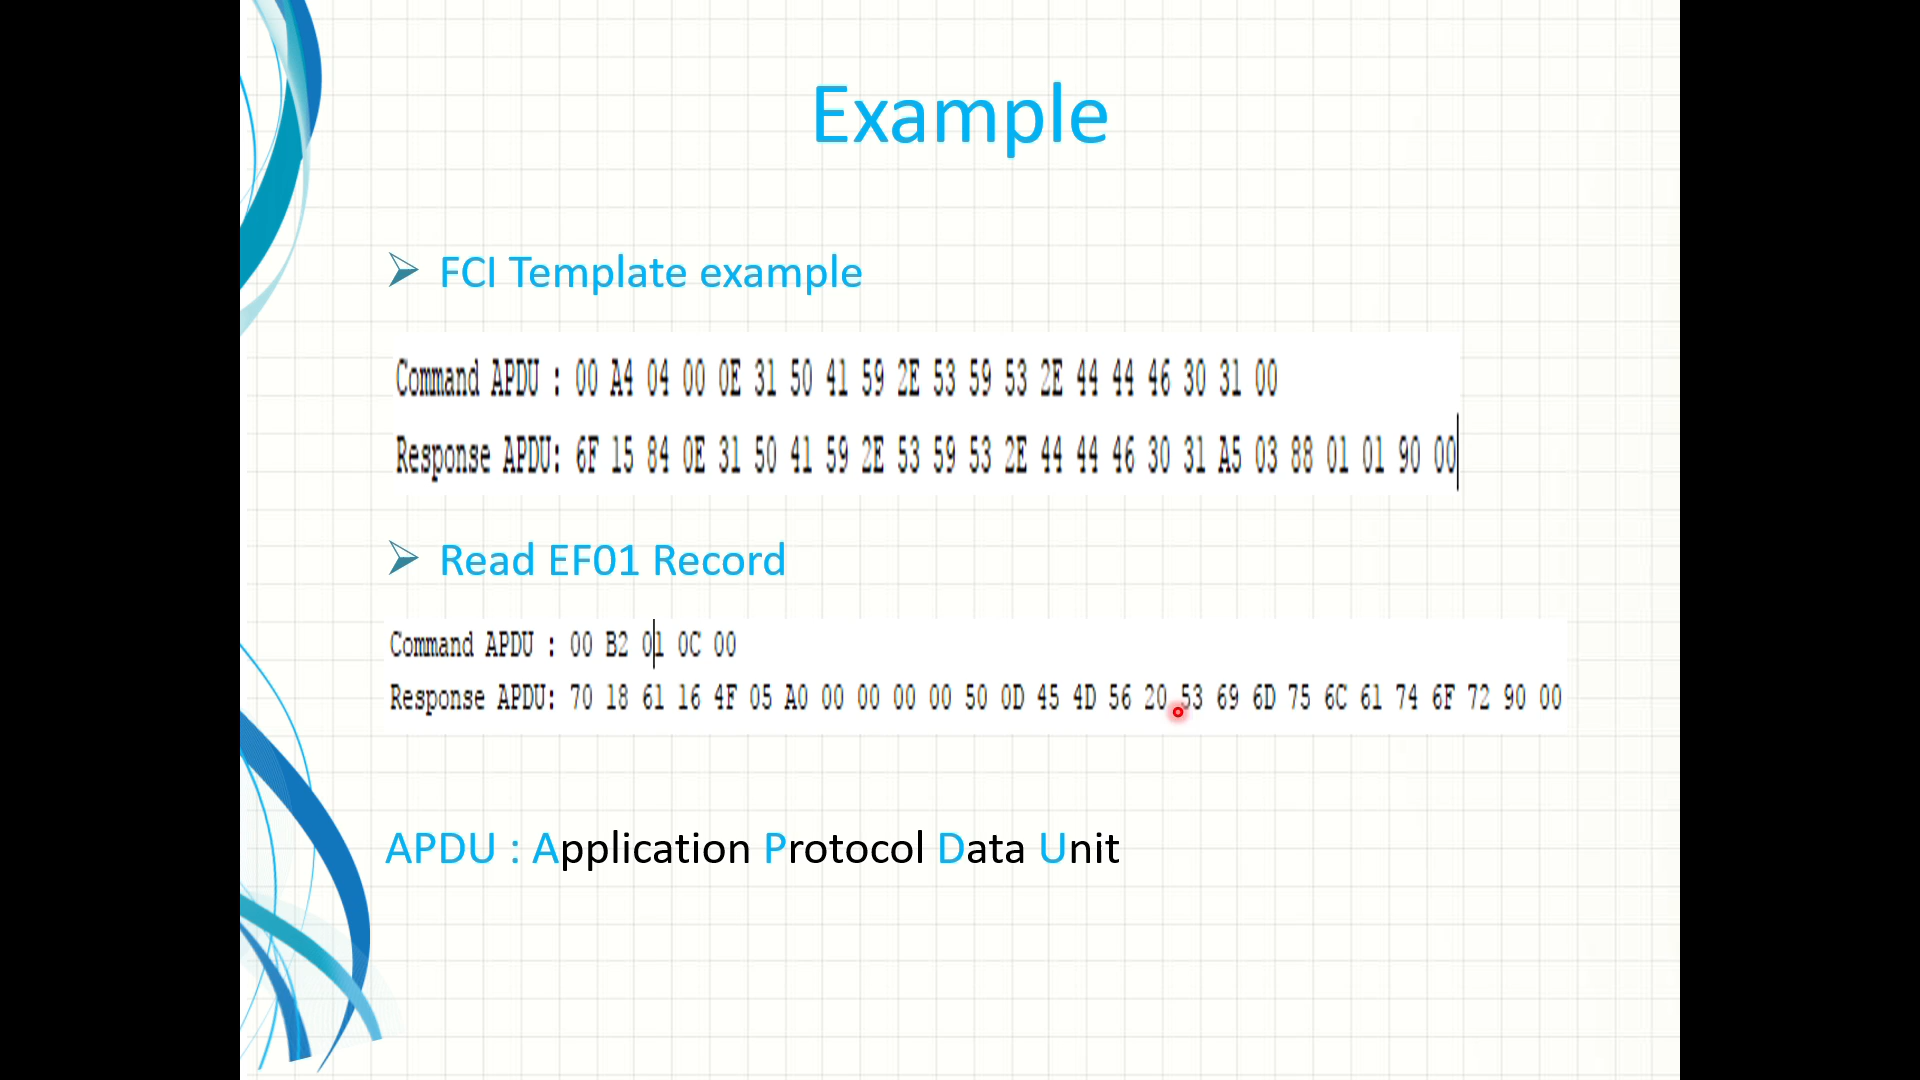 Example
FCI Template example
Command APDU : 00 A4 04 00 0E 31 50 41 59 2E 53 59 53 2E 44 44 46 30 31 00
Response APDU: 6F 15 84 0E 31 50 41 59 2E 53 59 53 2E 44 44 46 30 31 A5 03 88 01 01 90 00
Read EF01 Record
Command APDU : 00 B2 01 0C 00
Response APDU: 70 18 61 16 4F 05 A0 00 00 00 00 50 0D 45 4D 56 20 53 69 6D 75 6C 61 74 6F 72 90 00
APDU : Application Protocol Data Unit